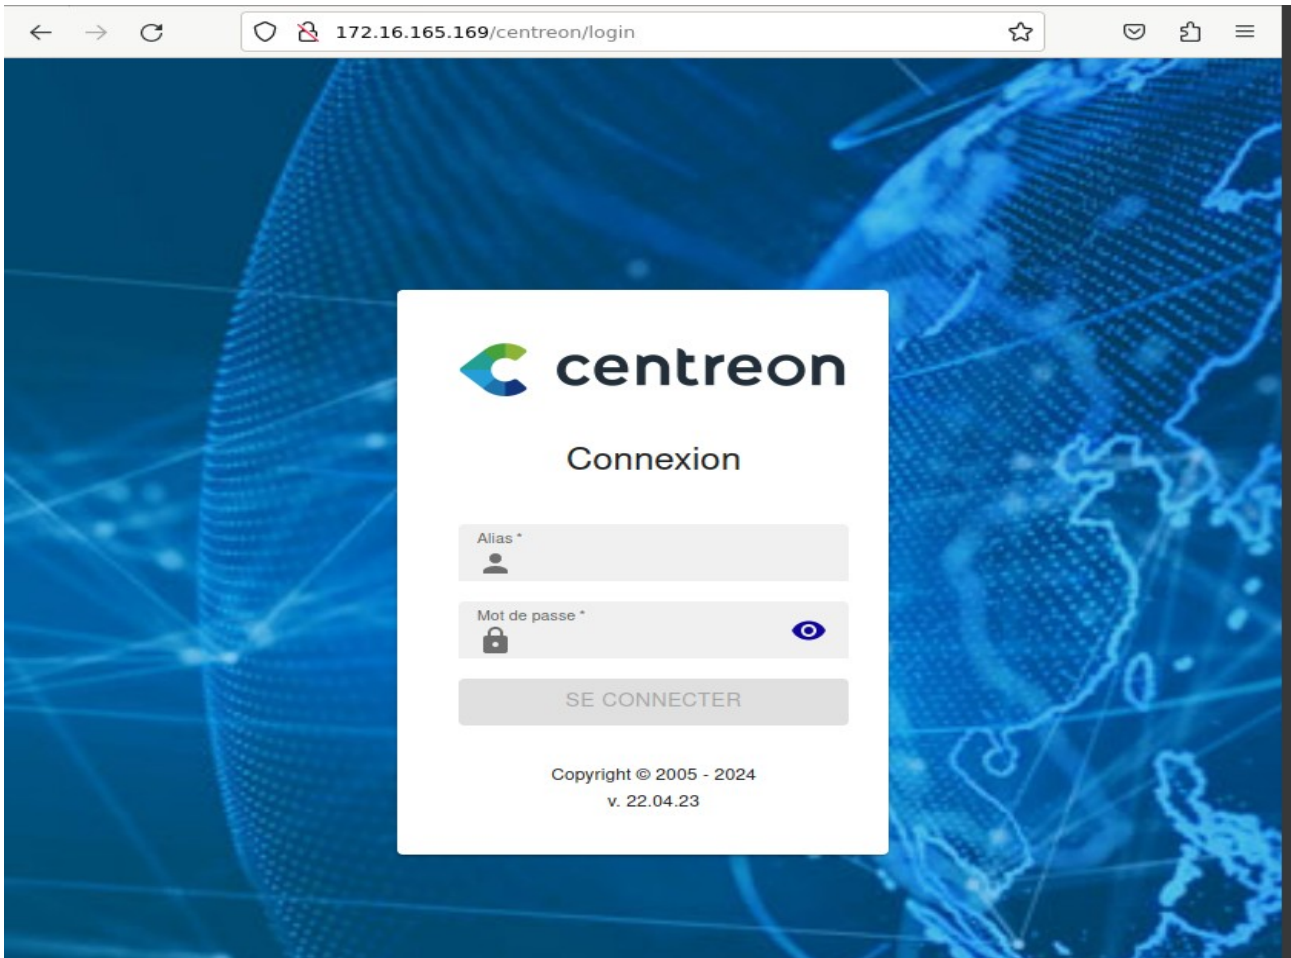 172.16.165.169/centreon/login
centreon
Connexion
Alias *
Mot de passe *
SE CONNECTER
Copyright © 2005 - 2024
v. 22.04.23